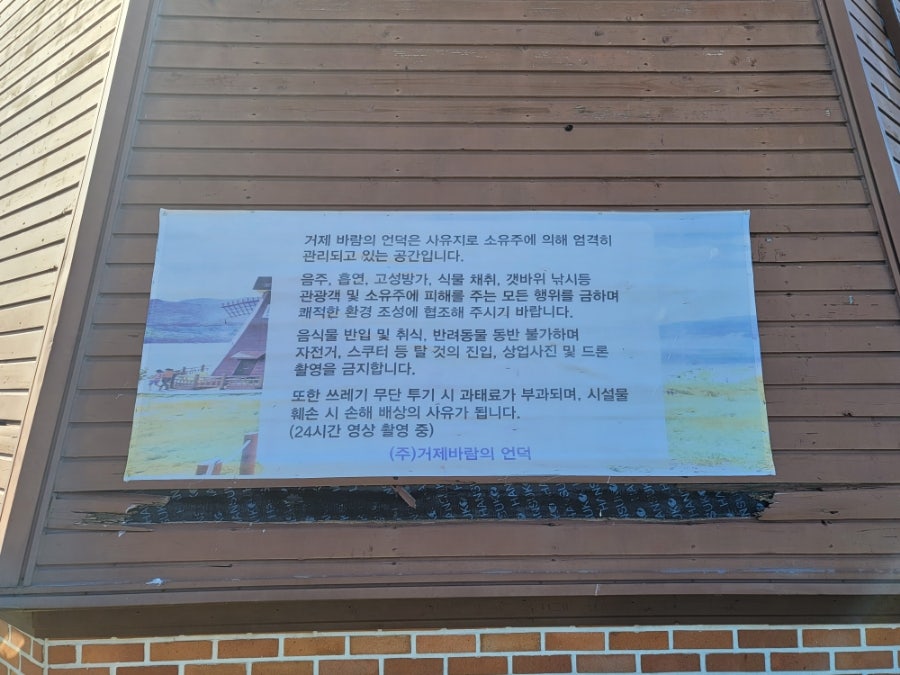 거제 바람의 언덕은 사유지로 소유주에 의해 엄격히
관리되고 있는 공간입니다.
음주, 흡연, 고성방가, 식물 채취, 갯바위 낚시등
관광객 및 소유주에 피해를 주는 모든 행위를 금하며
쾌적한 환경 조성에 협조해 주시기 바랍니다.
음식물 반입 및 취식, 반려동물 동반 불가하며
자전거, 스쿠터 등 탈 것의 진입, 상업사진 및 드론
촬영을 금지합니다.
또한 쓰레기 무단 투기 시 과태료가 부과되며, 시설물
훼손 시 손해 배상의 사유가 됩니다.
(24시간 영상 촬영 중)
(주)거제바람의 언덕